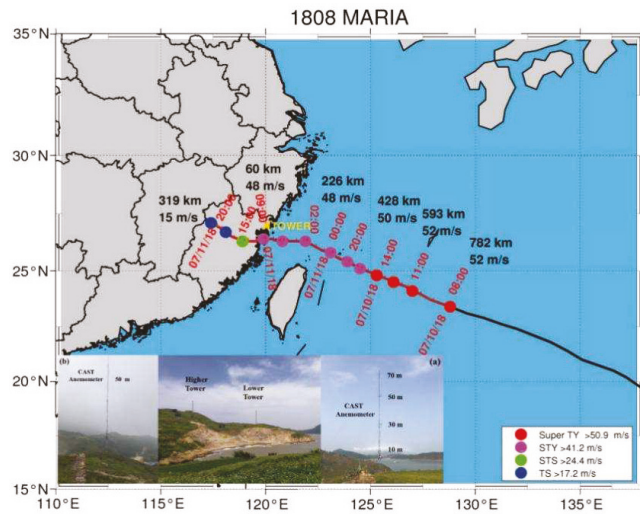 1808 MARIA
35°N
30°N
25°N
20°N
15°N
110°E
115°E
120°E
125°E
130°E
135°E
319 km
15 m/s
60 km
48 m/s
226 km
48 m/s
428 km
50 m/s
593 km
52m/s
782 km
52 m/s
TOWER
20:00
07/11/18
15:00
09:00
07/11/18
02:00
00:00
07/11/18
20:00
14:00
07/10/18
11:00
08:00
07/10/18
(b)
CAST
Anemometer
50 m
Higher
Tower
Lower
Tower
(a)
CAST
Anemometer
70 m
50 m
30 m
10 m
Super TY >50.9 m/s
STY >41.2 m/s
STS >24.4 m/s
TS >17.2 m/s